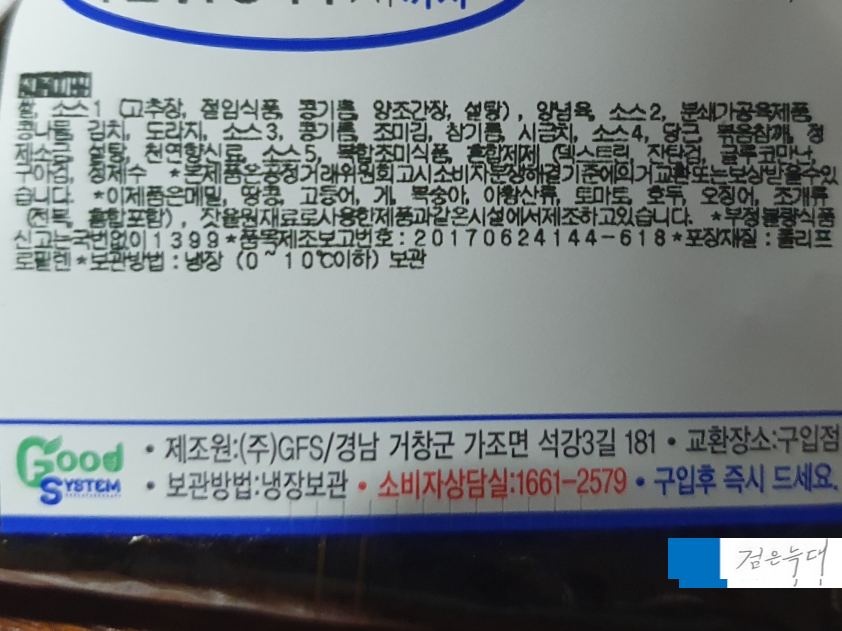 쌀, 소스1 (고추장, 절임식품, 콩기름, 양조간장, 설탕), 양념육, 소스2, 분쇄가공육제품,
콩나물, 김치, 도라지, 소스3, 콩기름, 조미김, 참기름, 시금치, 소스4, 당근, 볶음참깨, 정
제소금, 설탕, 천연향신료, 소스5, 복합조미식품, 혼합제제 (덱스트린, 잔탄검, 글루코만난,
구아검), 정제수 *본제품은공정거래위원회고시소비자분쟁해결기준에의거교환또는보상받을수있
습니다. *이제품은메밀, 땅콩, 고등어, 게, 복숭아, 아황산류, 토마토, 호두, 오징어, 조개류
(전복, 홍합포함), 잣을원재료로사용한제품과같은시설에서제조하고있습니다. *부정불량식품
신고는국번없이1399*품목제조보고번호:20170624144-618*포장재질:폴리프
로필렌*보관방법:냉장 (0~10℃이하) 보관
Good
SYSTEM
• 제조원:(주)GFS/경남 거창군 가조면 석강3길 181 • 교환장소:구입점
• 보관방법:냉장보관 • 소비자상담실:1661-2579 • 구입후 즉시 드세요.
검은늑대